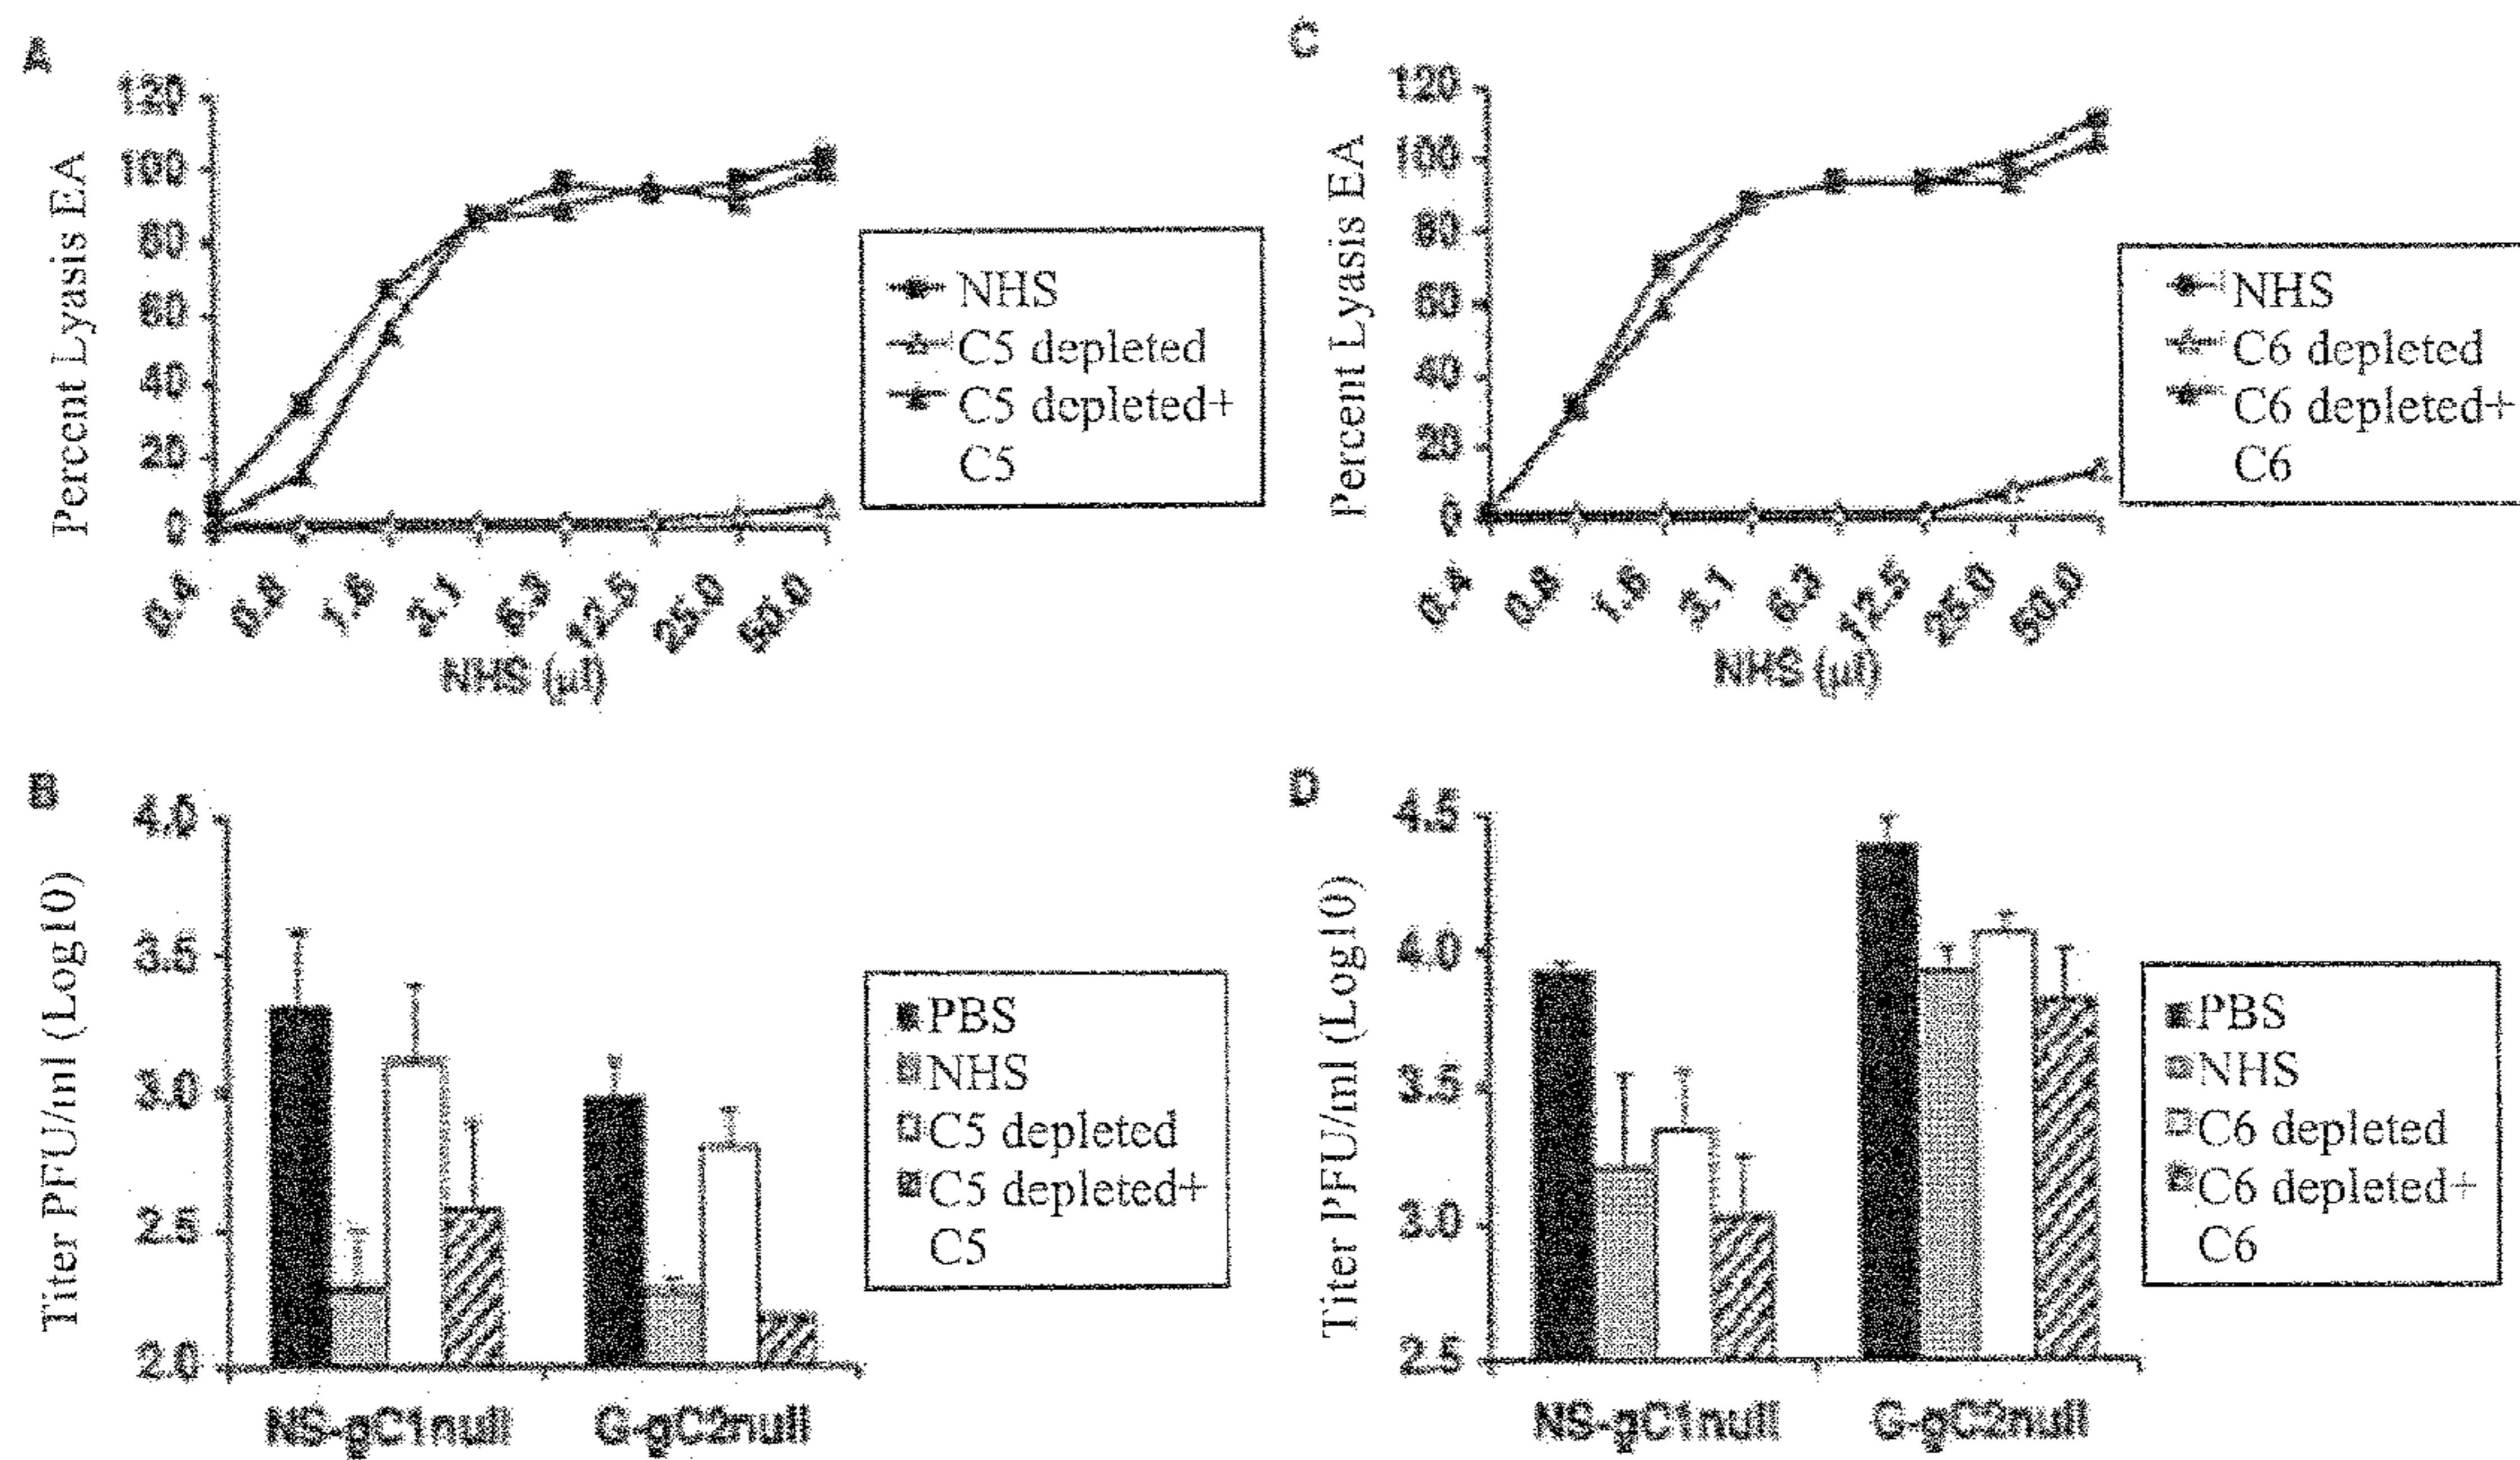 A
120
100
80
60
40
20
0
Percent Lyasis EA
0.4
0.8
1.6
3.1
6.3
12.5
25.0
50.0
NHS (µl)
NHS
C5 depleted
C5 depleted+
C5
C
120
100
80
60
40
20
0
Percent Lyasis EA
0.4
0.8
1.6
3.1
6.3
12.5
25.0
50.0
NHS (µl)
NHS
C6 depleted
C6 depleted+
C6
B
4.0
3.5
3.0
2.5
2.0
Titer PFU/ml (Log10)
NS-gC1null
G-gC2null
PBS
NHS
C5 depleted
C5 depleted+
C5
D
4.5
4.0
3.5
3.0
2.5
Titer PFU/ml (Log10)
NS-gC1null
G-gC2null
PBS
NHS
C6 depleted
C6 depleted+
C6